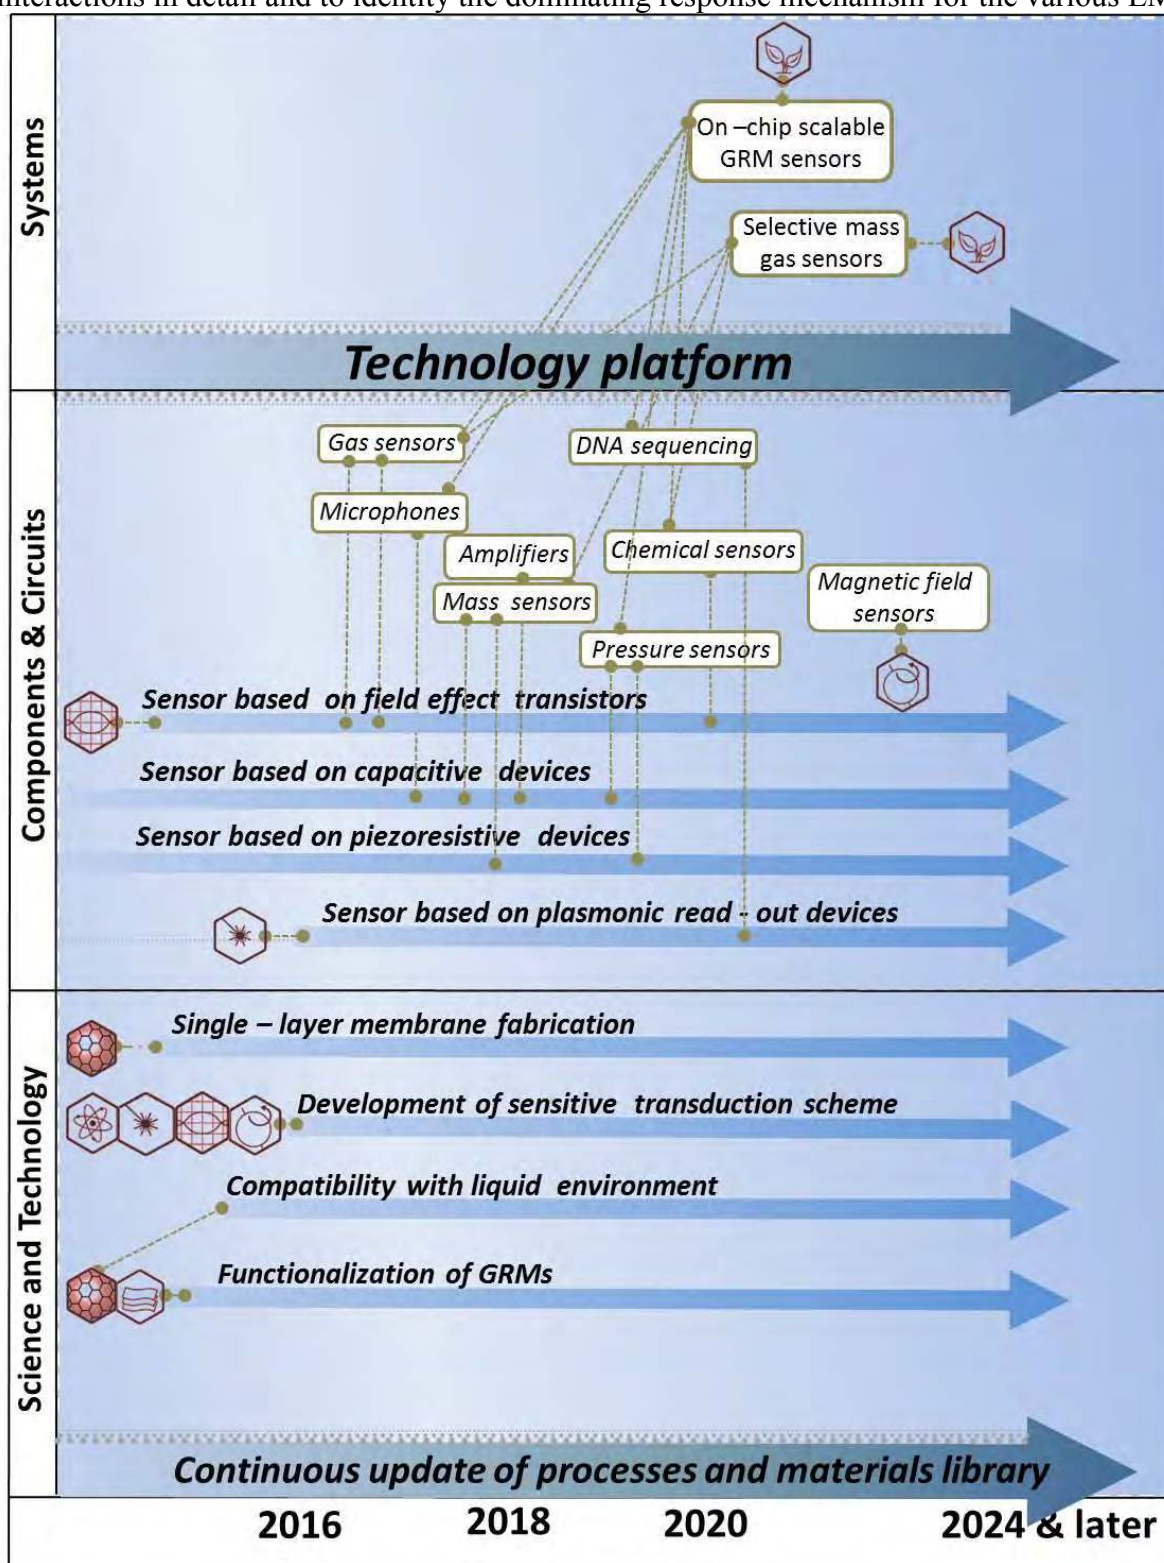 interactions in detail and to identify the dominating response mechanism for the various EM
Systems
On –chip scalable
GRM sensors
Selective mass
gas sensors
Technology platform
Components & Circuits
Gas sensors
DNA sequencing
Microphones
Amplifiers
Chemical sensors
Mass sensors
Magnetic field
sensors
Pressure sensors
Sensor based on field effect transistors
Sensor based on capacitive devices
Sensor based on piezoresistive devices
Sensor based on plasmonic read - out devices
Science and Technology
Single – layer membrane fabrication
Development of sensitive transduction scheme
Compatibility with liquid environment
Functionalization of GRMs
Continuous update of processes and materials library
2016 2018 2020 2024 & later